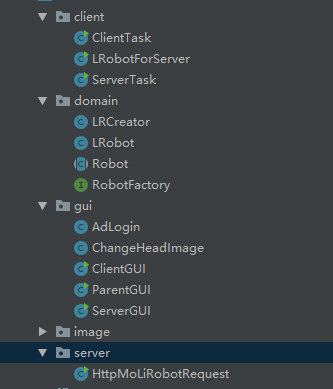 client
ClientTask
LRobotForServer
ServerTask
domain
LRCreator
LRobot
Robot
RobotFactory
gui
AdLogin
ChangeHeadImage
ClientGUI
ParentGUI
ServerGUI
image
server
HttpMoLiRobotRequest